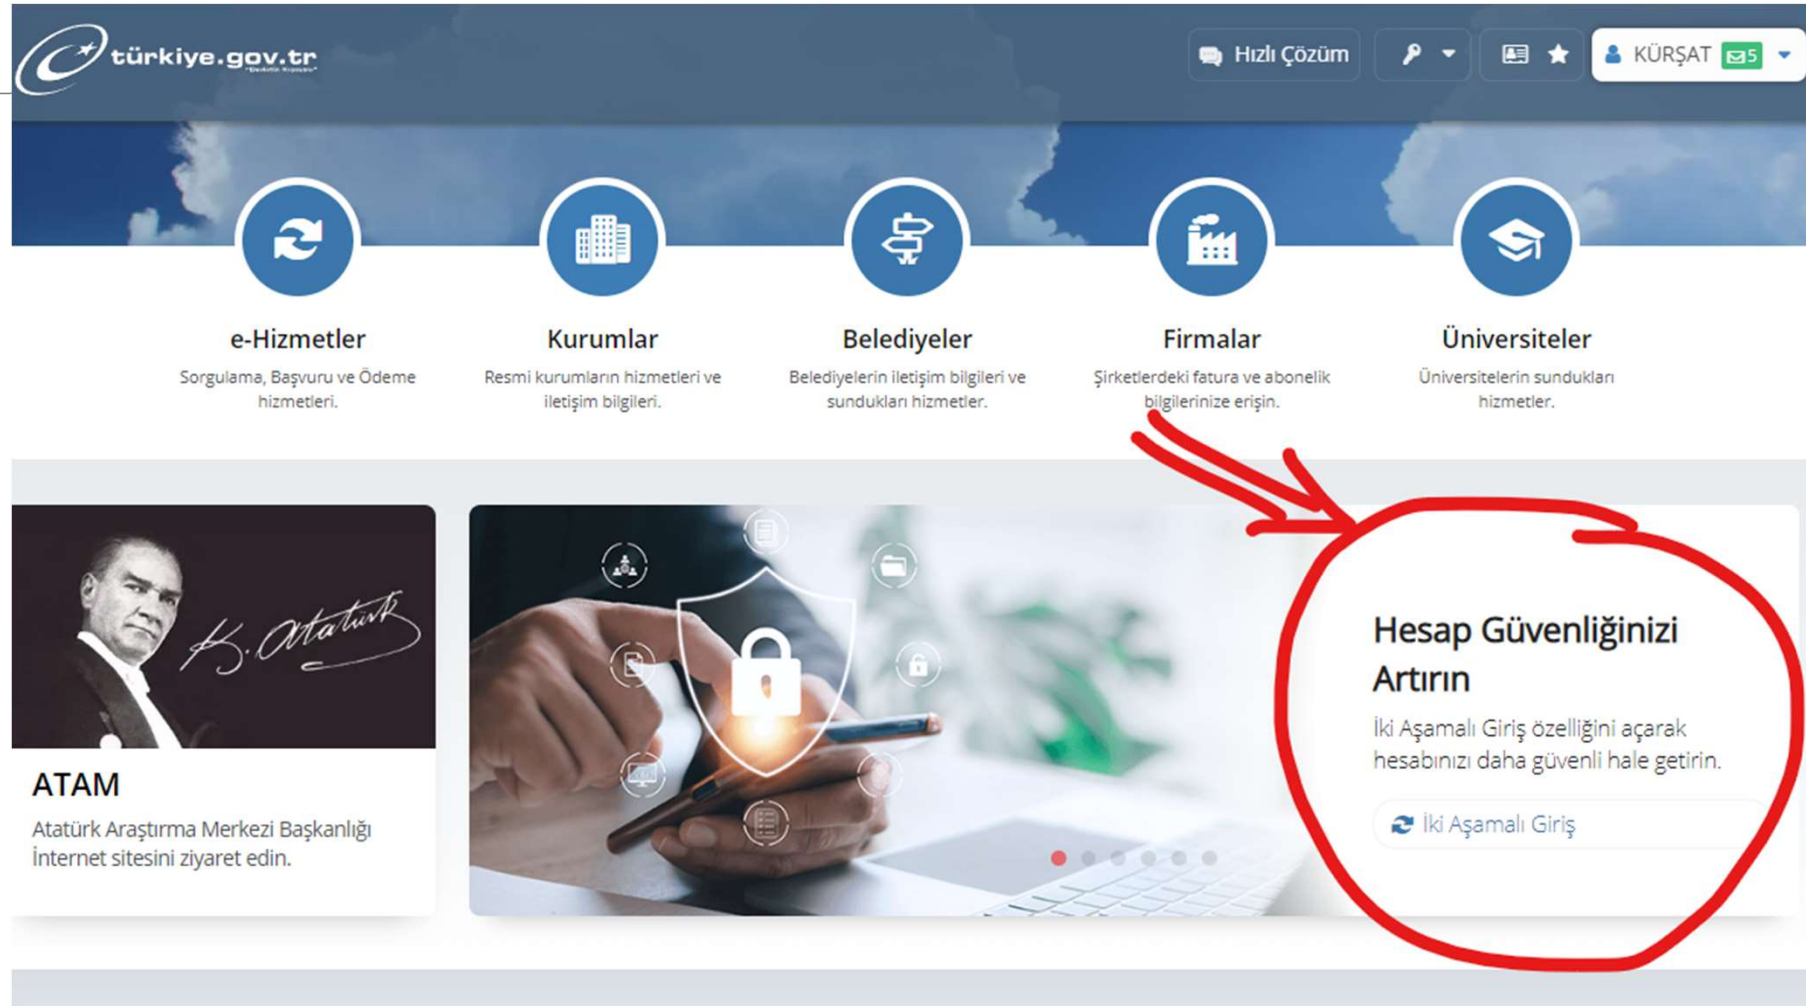 türkiye.gov.tr
Hızlı Çözüm
KÜRŞAT
5
e-Hizmetler
Sorgulama, Başvuru ve Ödeme
hizmetleri.
Kurumlar
Resmi kurumların hizmetleri ve
iletişim bilgileri.
Belediyeler
Belediyelerin iletişim bilgileri ve
sundukları hizmetler.
Firmalar
Şirketlerdeki fatura ve abonelik
bilgilerinize erişin.
Üniversiteler
Üniversitelerin sundukları
hizmetler.
K. Atatürk
ATAM
Atatürk Araştırma Merkezi Başkanlığı
İnternet sitesini ziyaret edin.
Hesap Güvenliğinizi
Artırın
İki Aşamalı Giriş özelliğini açarak
hesabınızı daha güvenli hale getirin.
İki Aşamalı Giriş